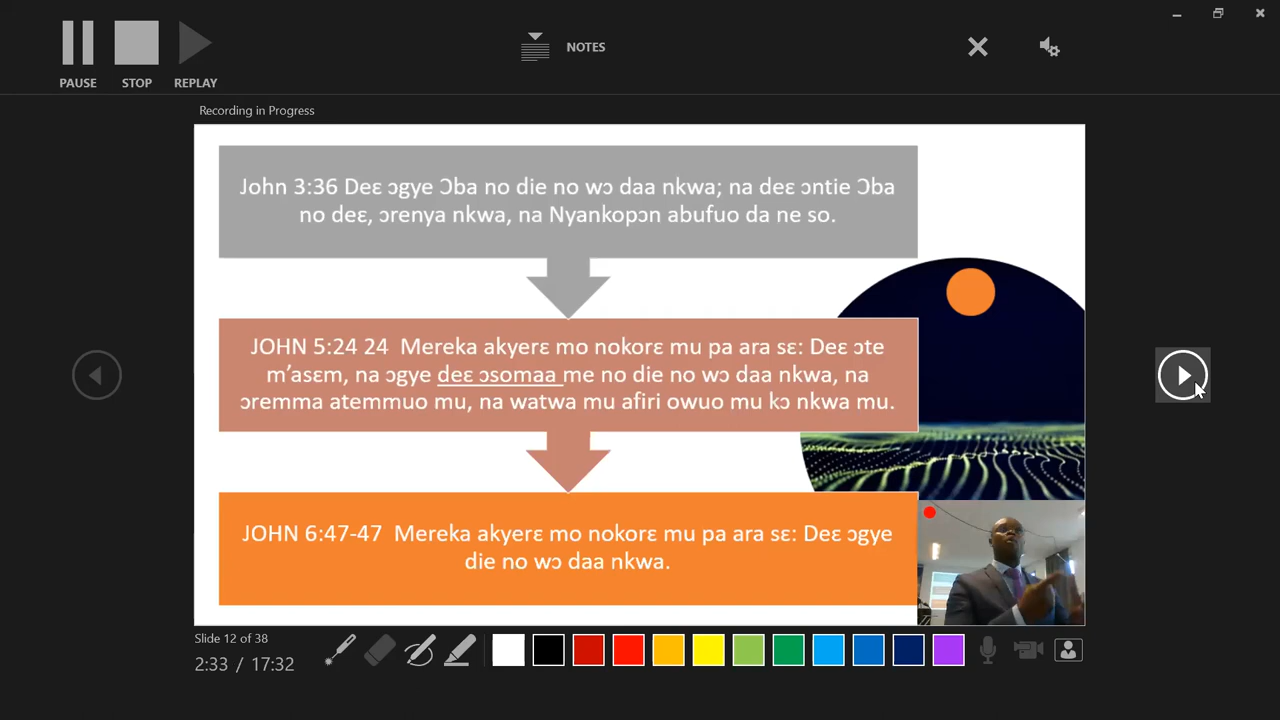 PAUSE
STOP
REPLAY
NOTES
Recording in Progress
John 3:36 Deɛ ɔgye Ɔba no die no wɔ daa nkwa; na deɛ ɔntie Ɔba
no deɛ, ɔrenya nkwa, na Nyankopɔn abufuo da ne so.
JOHN 5:24 24 Mereka akyerɛ mo nokorɛ mu pa ara sɛ: Deɛ ɔte
m’asɛm, na ɔgye deɛ ɔsomaa me no die no wɔ daa nkwa, na
ɔremma atemmuo mu, na watwa mu afiri owuo mu kɔ nkwa mu.
JOHN 6:47-47 Mereka akyerɛ mo nokorɛ mu pa ara sɛ: Deɛ ɔgye
die no wɔ daa nkwa.
Slide 12 of 38
2:33 / 17:32